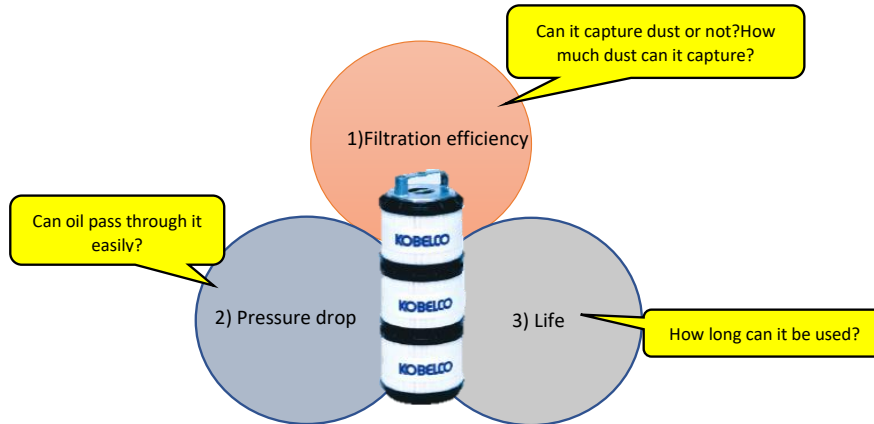 Can it capture dust or not?How
much dust can it capture?
1)Filtration efficiency
Can oil pass through it
easily?
KOBELCO
KOBELCO
KOBELCO
2) Pressure drop
3) Life
How long can it be used?